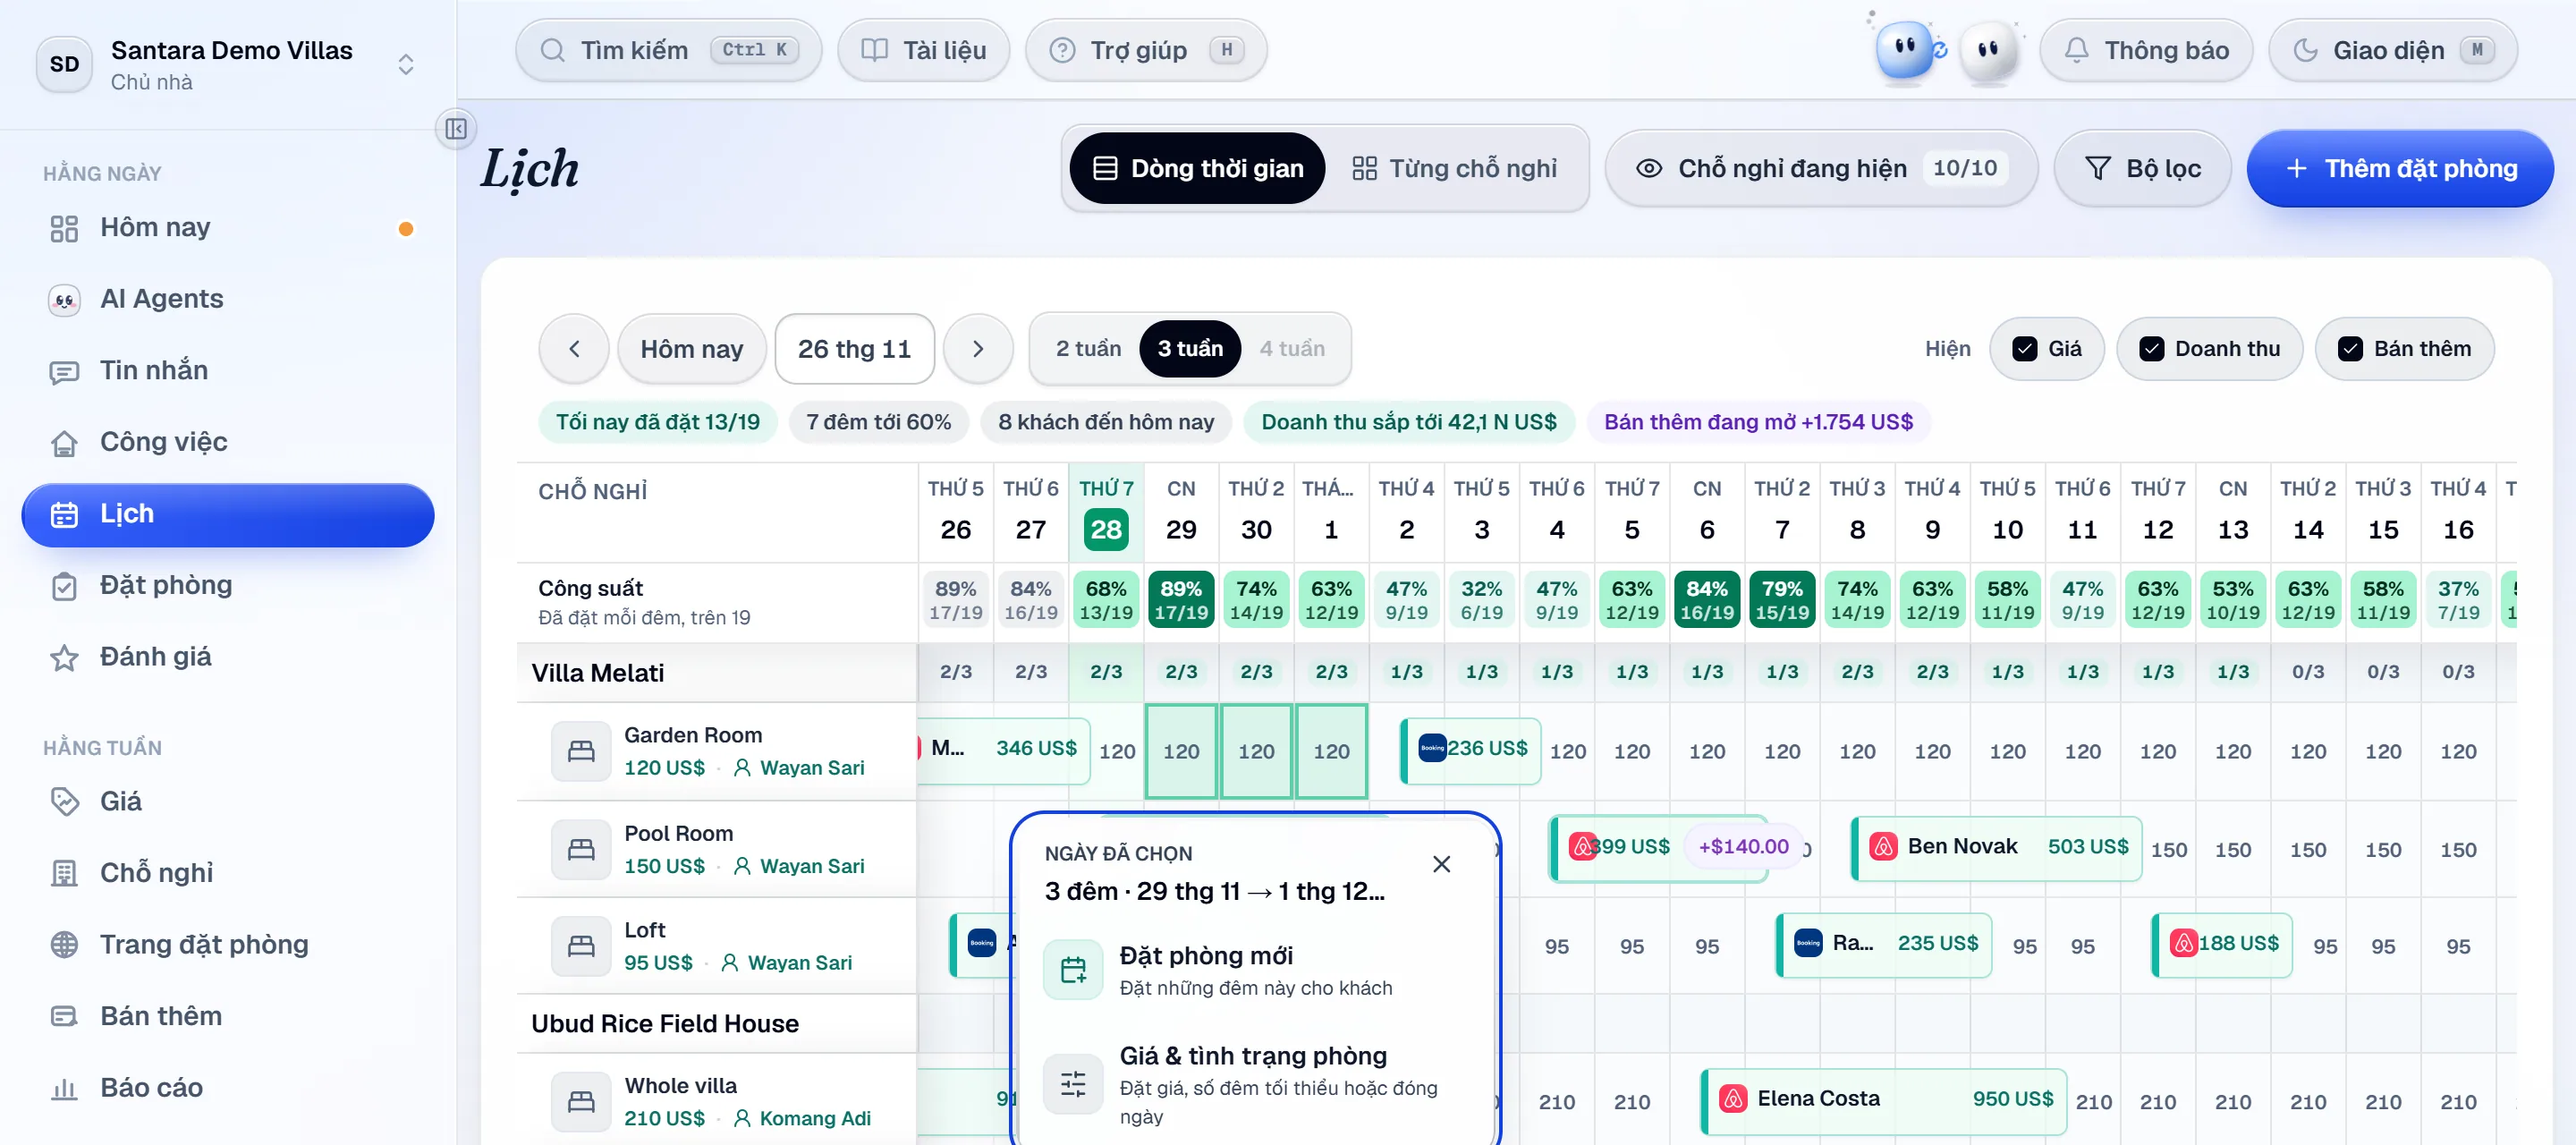 SD
Santara Demo Villas
Chủ nhà
Tìm kiếm Ctrl K
Tài liệu
Trợ giúp H
Thông báo
Giao diện M
HẰNG NGÀY
Hôm nay
AI Agents
Tin nhắn
Công việc
Lịch
Đặt phòng
Đánh giá
HẰNG TUẦN
Giá
Chỗ nghỉ
Trang đặt phòng
Bán thêm
Báo cáo
Lịch
Dòng thời gian
Từng chỗ nghỉ
Chỗ nghỉ đang hiện 10/10
Bộ lọc
Thêm đặt phòng
Hôm nay
26 thg 11
2 tuần 3 tuần 4 tuần
Hiện Giá Doanh thu Bán thêm
Tối nay đã đặt 13/19
7 đêm tới 60%
8 khách đến hôm nay
Doanh thu sắp tới 42,1 N US$
Bán thêm đang mở +1.754 US$
CHỖ NGHỈ
THỨ 5 THỨ 6 THỨ 7 CN THỨ 2 THÁ... THỨ 4 THỨ 5 THỨ 6 THỨ 7 CN THỨ 2 THỨ 3 THỨ 4 THỨ 5 THỨ 6 THỨ 7 CN THỨ 2 THỨ 3 THỨ 4 T
26 27 28 29 30 1 2 3 4 5 6 7 8 9 10 11 12 13 14 15 16
Công suất
Đã đặt mỗi đêm, trên 19
89% 84% 68% 89% 74% 63% 47% 32% 47% 63% 84% 79% 74% 63% 58% 47% 63% 53% 63% 58% 37%
17/19 16/19 13/19 17/19 14/19 12/19 9/19 6/19 9/19 12/19 16/19 15/19 14/19 12/19 11/19 9/19 12/19 10/19 12/19 11/19 7/19
Villa Melati
2/3 2/3 2/3 2/3 2/3 2/3 1/3 1/3 1/3 1/3 1/3 1/3 2/3 2/3 1/3 1/3 1/3 1/3 0/3 0/3 0/3
Garden Room
120 US$ · Wayan Sari
M... 346 US$ 120 120 120 120 Booking 236 US$ 120 120 120 120 120 120 120 120 120 120 120 120 120
Pool Room
150 US$ · Wayan Sari
399 US$ +$140.00 Ben Novak 503 US$ 150 150 150 150 150
Loft
95 US$ · Wayan Sari
Booking 95 95 95 Booking Ra... 235 US$ 95 95 188 US$ 95 95 95
Ubud Rice Field House
Whole villa
210 US$ · Komang Adi
210 210 Elena Costa 950 US$ 210 210 210 210 210 210
NGÀY ĐÃ CHỌN
3 đêm · 29 thg 11 → 1 thg 12...
Đặt phòng mới
Đặt những đêm này cho khách
Giá & tình trạng phòng
Đặt giá, số đêm tối thiểu hoặc đóng
ngày